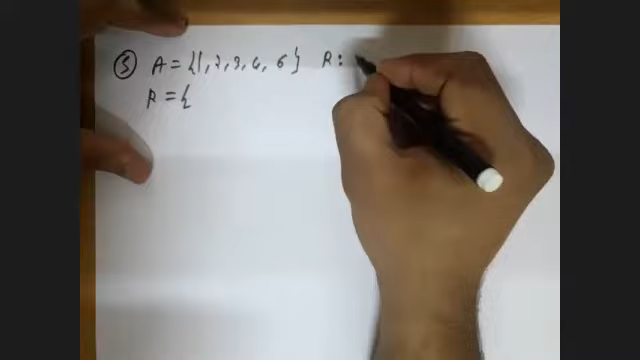 ⑤ A = {1, 2, 3, 4, 6} R:
R = {